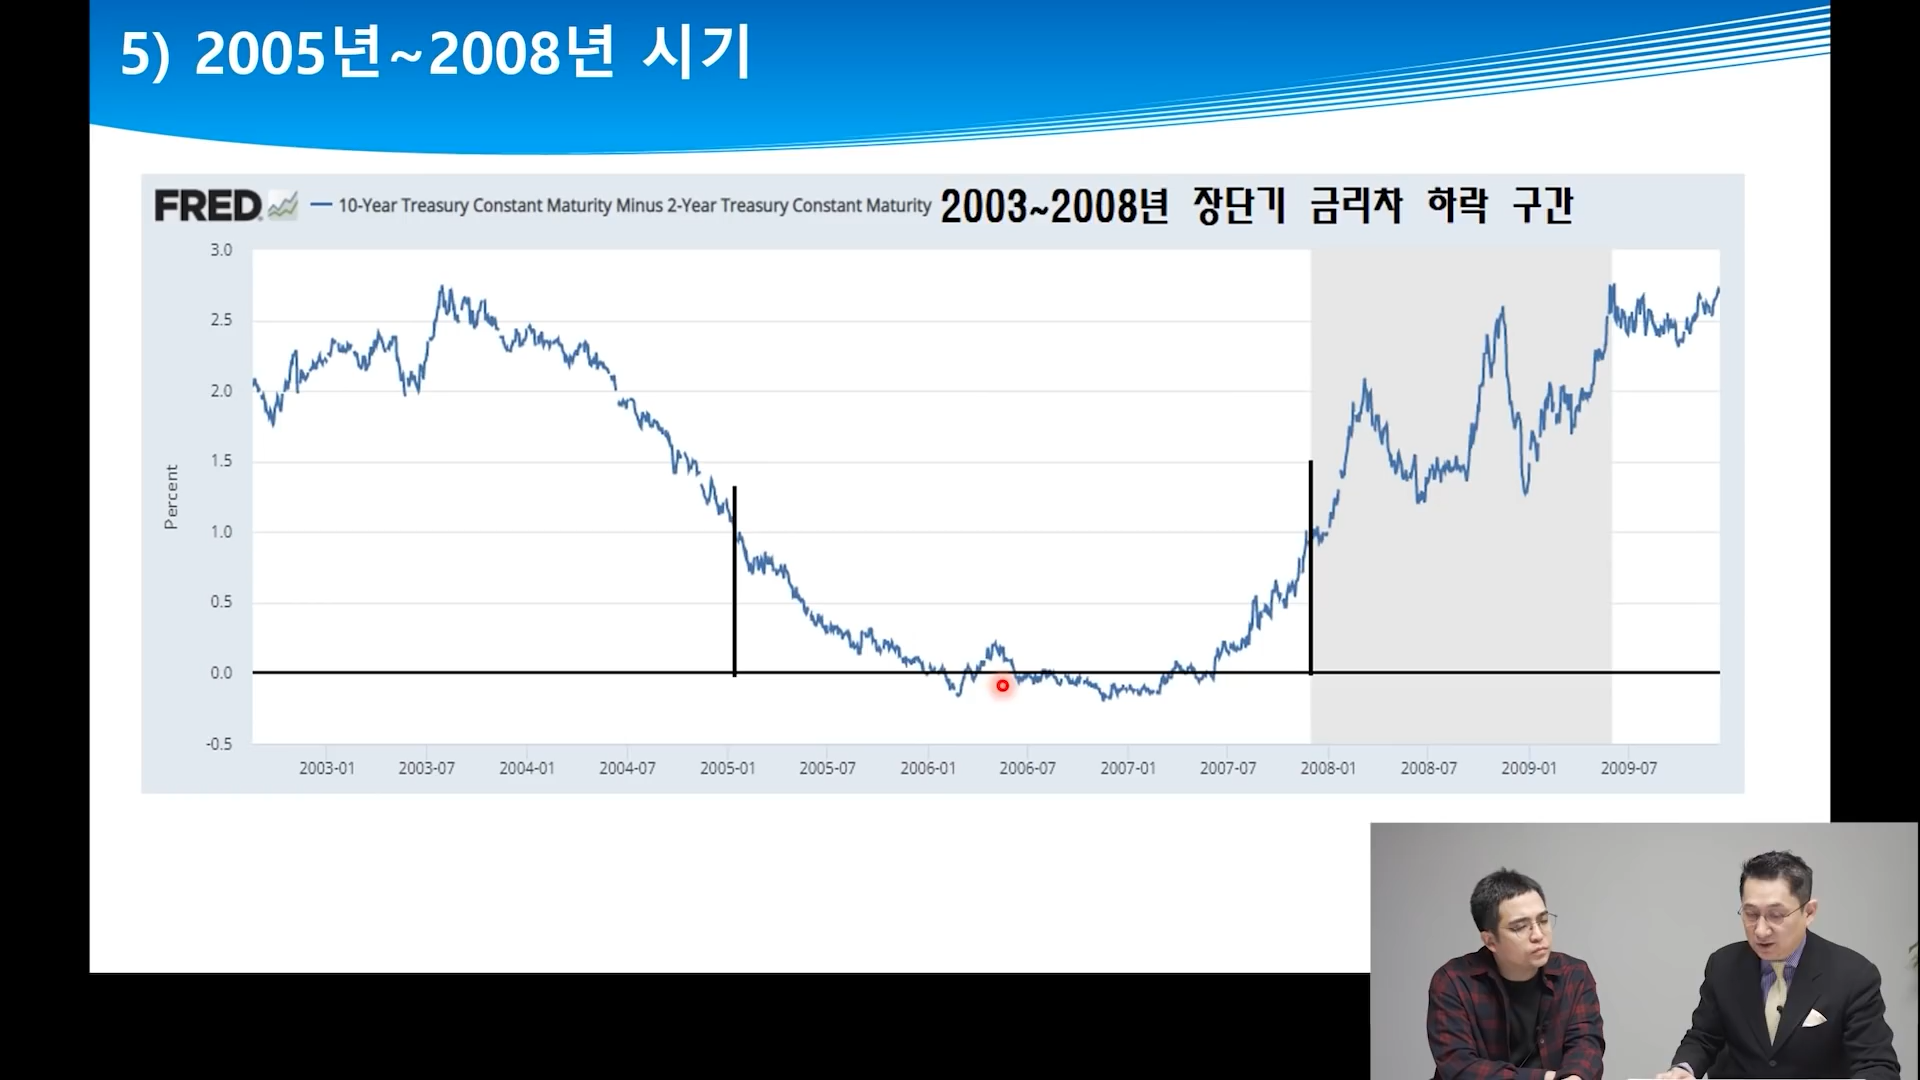 5) 2005년~2008년 시기
FRED 10-Year Treasury Constant Maturity Minus 2-Year Treasury Constant Maturity 2003~2008년 장단기 금리차 하락 구간
3.0
2.5
2.0
1.5
1.0
0.5
0.0
-0.5
Percent
2003-01 2003-07 2004-01 2004-07 2005-01 2005-07 2006-01 2006-07 2007-01 2007-07 2008-01 2008-07 2009-01 2009-07